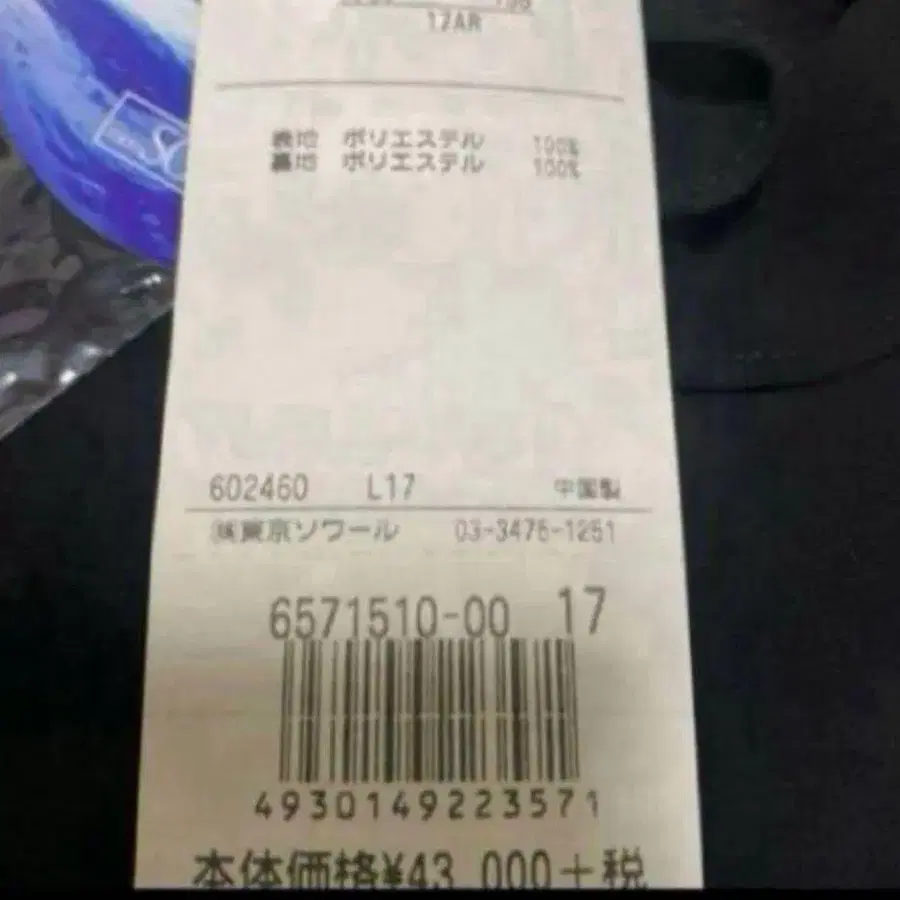 17AR
表地 ポリエステル 100%
裏地 ポリエステル 100%
602460 L17 中国製
㈱東京ソワール 03-3475-1251
6571510-00 17
4930149223571
本体価格¥43,000+税